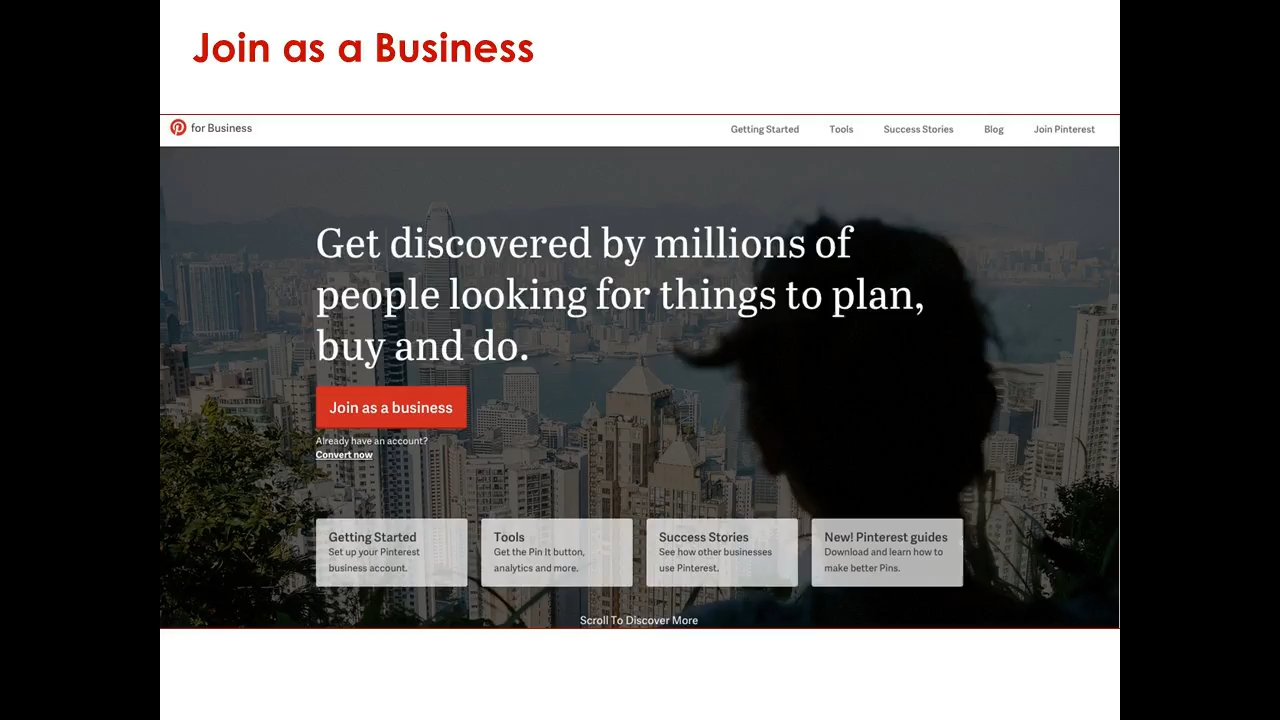 Join as a Business
for Business
Getting Started
Tools
Success Stories
Blog
Join Pinterest
Get discovered by millions of
people looking for things to plan,
buy and do.
Join as a business
Already have an account?
Convert now
Getting Started
Set up your Pinterest
business account.
Tools
Get the Pin It button,
analytics and more.
Success Stories
See how other businesses
use Pinterest.
New! Pinterest guides
Download and learn how to
make better Pins.
Scroll To Discover More